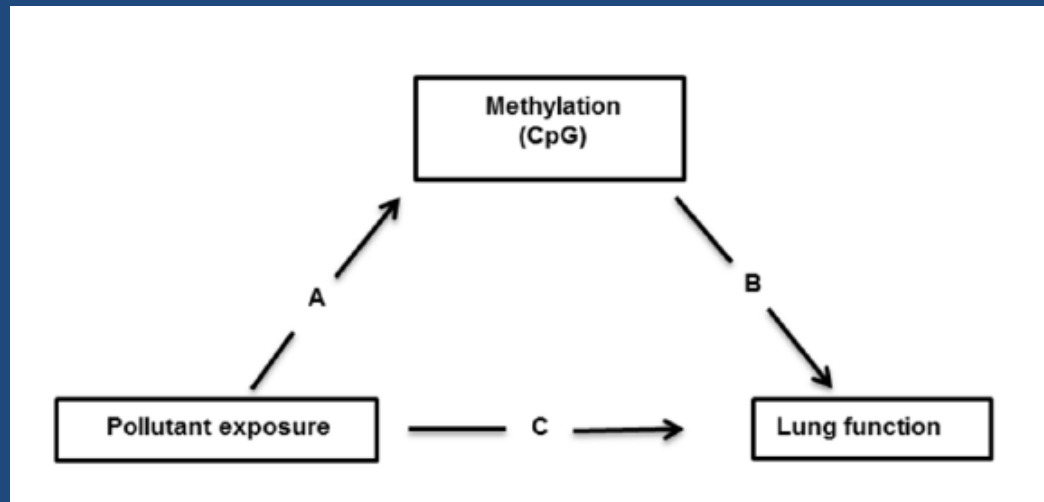 Methylation
(CpG)
A
B
Pollutant exposure
C
Lung function